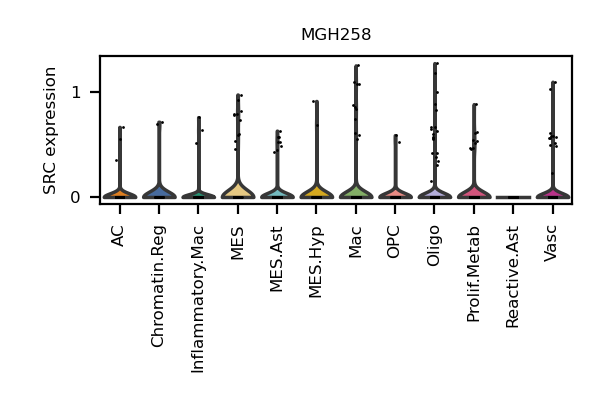 MGH258
SRC expression
1
0
AC
Chromatin.Reg
Inflammatory.Mac
MES
MES.Ast
MES.Hyp
Mac
OPC
Oligo
Prolif.Metab
Reactive.Ast
Vasc